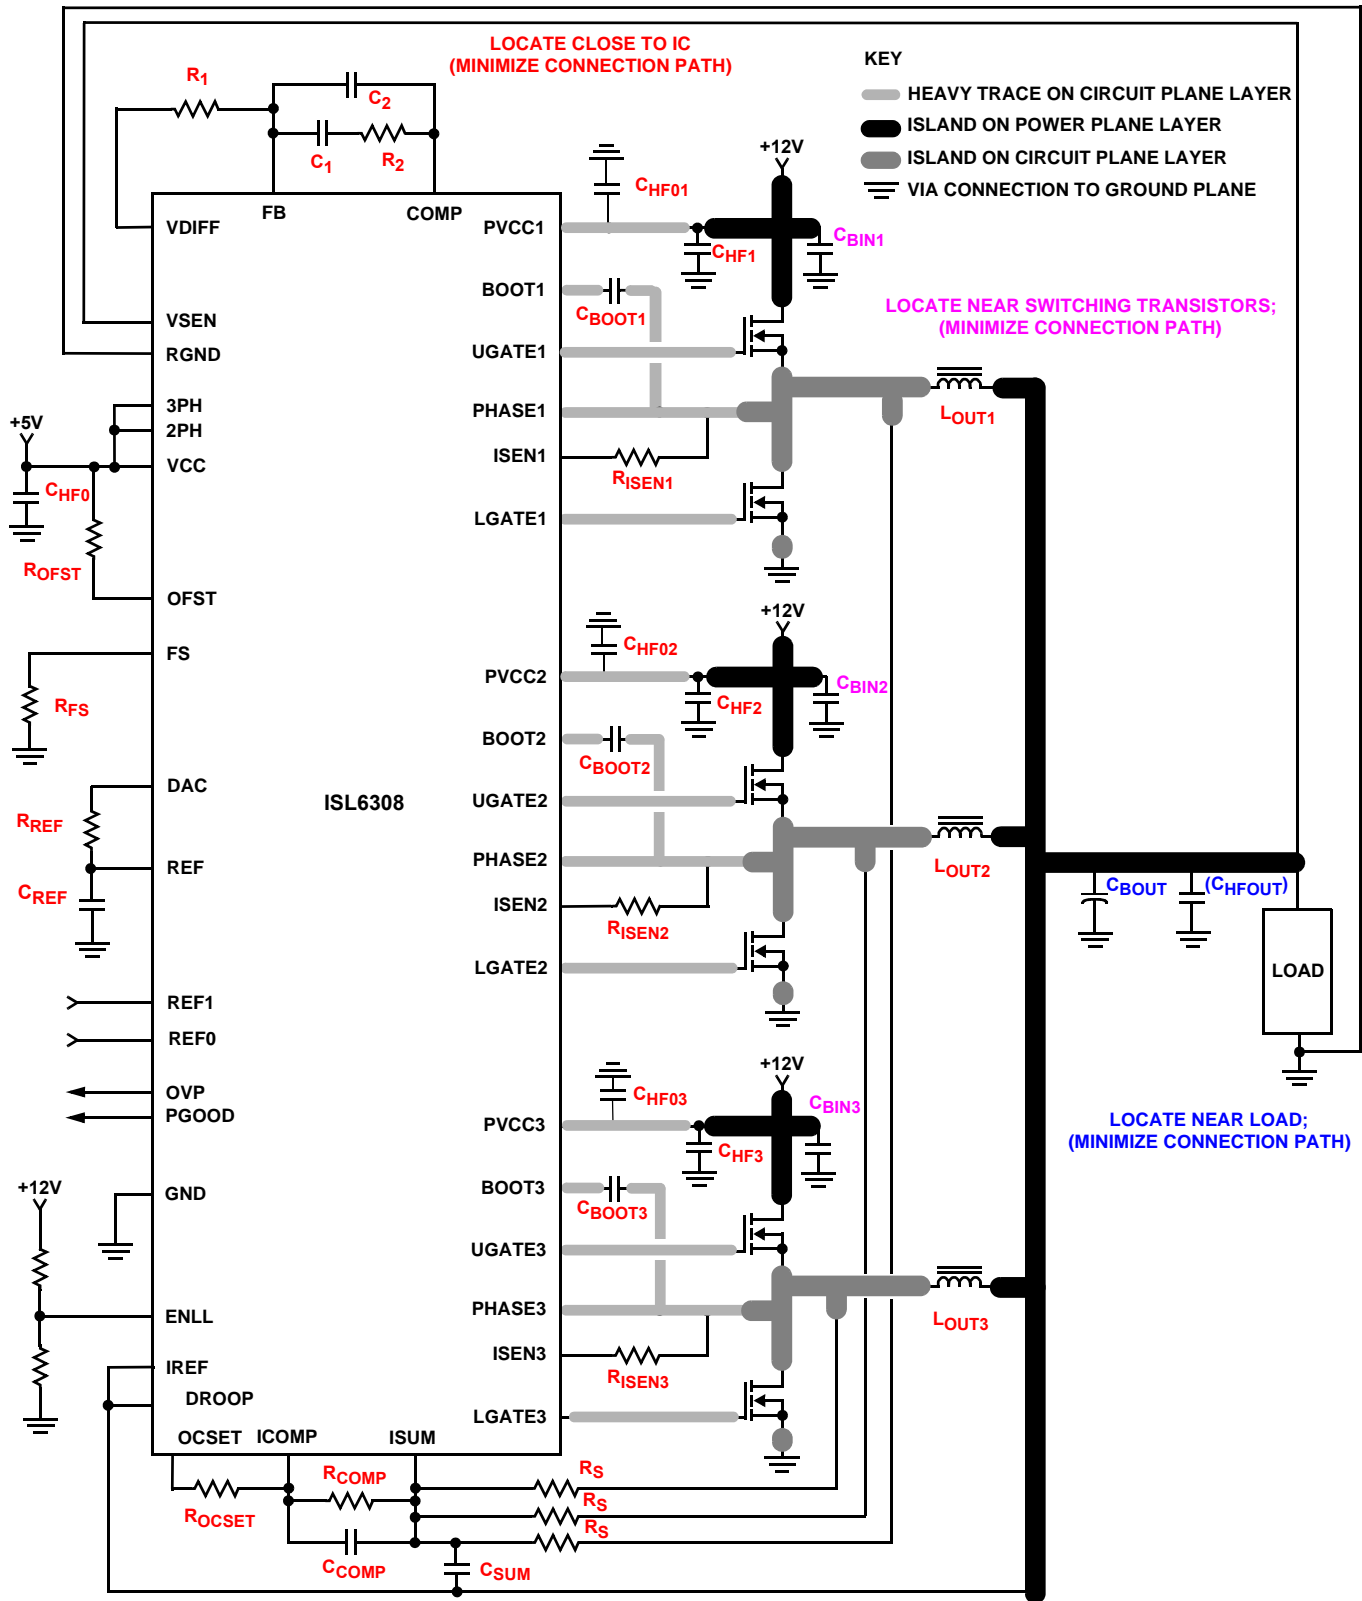 LOCATE CLOSE TO IC
(MINIMIZE CONNECTION PATH)
KEY
HEAVY TRACE ON CIRCUIT PLANE LAYER
ISLAND ON POWER PLANE LAYER
ISLAND ON CIRCUIT PLANE LAYER
VIA CONNECTION TO GROUND PLANE
R1
C2
C1
R2
+12V
CHF01
FB
COMP
VDIFF
PVCC1
CHF1
CBIN1
BOOT1
CBOOT1
LOCATE NEAR SWITCHING TRANSISTORS;
(MINIMIZE CONNECTION PATH)
VSEN
RGND
UGATE1
3PH
2PH
PHASE1
LOUT1
+5V
VCC
ISEN1
RISEN1
CHF0
LGATE1
ROFST
OFST
+12V
FS
CHF02
PVCC2
CBIN2
RFS
CHF2
BOOT2
CBOOT2
DAC
ISL6308
UGATE2
RREF
REF
PHASE2
LOUT2
CREF
CBOUT
(CHFOUT)
ISEN2
RISEN2
LGATE2
LOAD
REF1
REF0
+12V
OVP
PGOOD
CHF03
PVCC3
CBIN3
CHF3
LOCATE NEAR LOAD;
(MINIMIZE CONNECTION PATH)
+12V
GND
BOOT3
CBOOT3
UGATE3
ENLL
PHASE3
LOUT3
IREF
ISEN3
RISEN3
DROOP
LGATE3
OCSET
ICOMP
ISUM
RCOMP
RS
ROCSET
RS
RS
CCOMP
CSUM